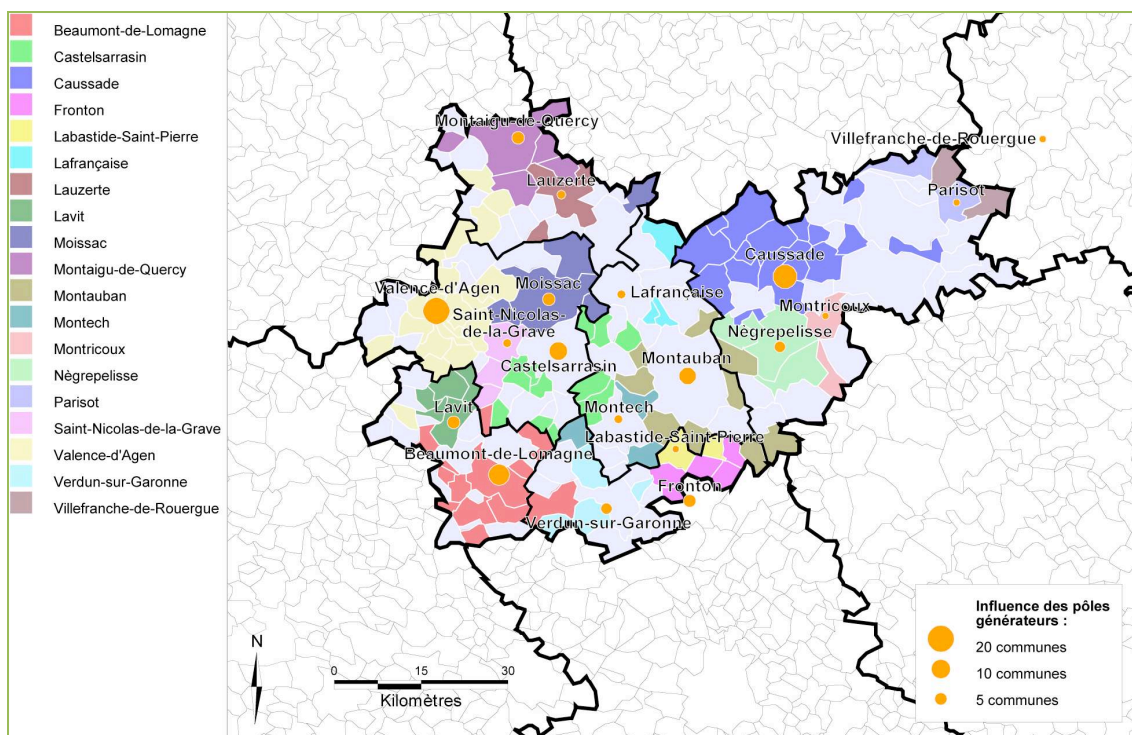 Beaumont-de-Lomagne
Castelsarrasin
Caussade
Fronton
Labastide-Saint-Pierre
Lafrançaise
Lauzerte
Lavit
Moissac
Montaigu-de-Quercy
Montauban
Montech
Montricoux
Nègrepelisse
Parisot
Saint-Nicolas-de-la-Grave
Valence-d'Agen
Verdun-sur-Garonne
Villefranche-de-Rouergue
Montaigu-de-Quercy
Villefranche-de-Rouergue
Lauzerte
Parisot
Caussade
Moissac
Valence-d'Agen
Lafrançaise
Montricoux
Saint-Nicolas-
de-la-Grave
Nègrepelisse
Castelsarrasin
Montauban
Lavit
Montech
Labastide-Saint-Pierre
Beaumont-de-Lomagne
Fronton
Verdun-sur-Garonne
N
0 15 30
Kilomètres
Influence des pôles
générateurs :
20 communes
10 communes
5 communes